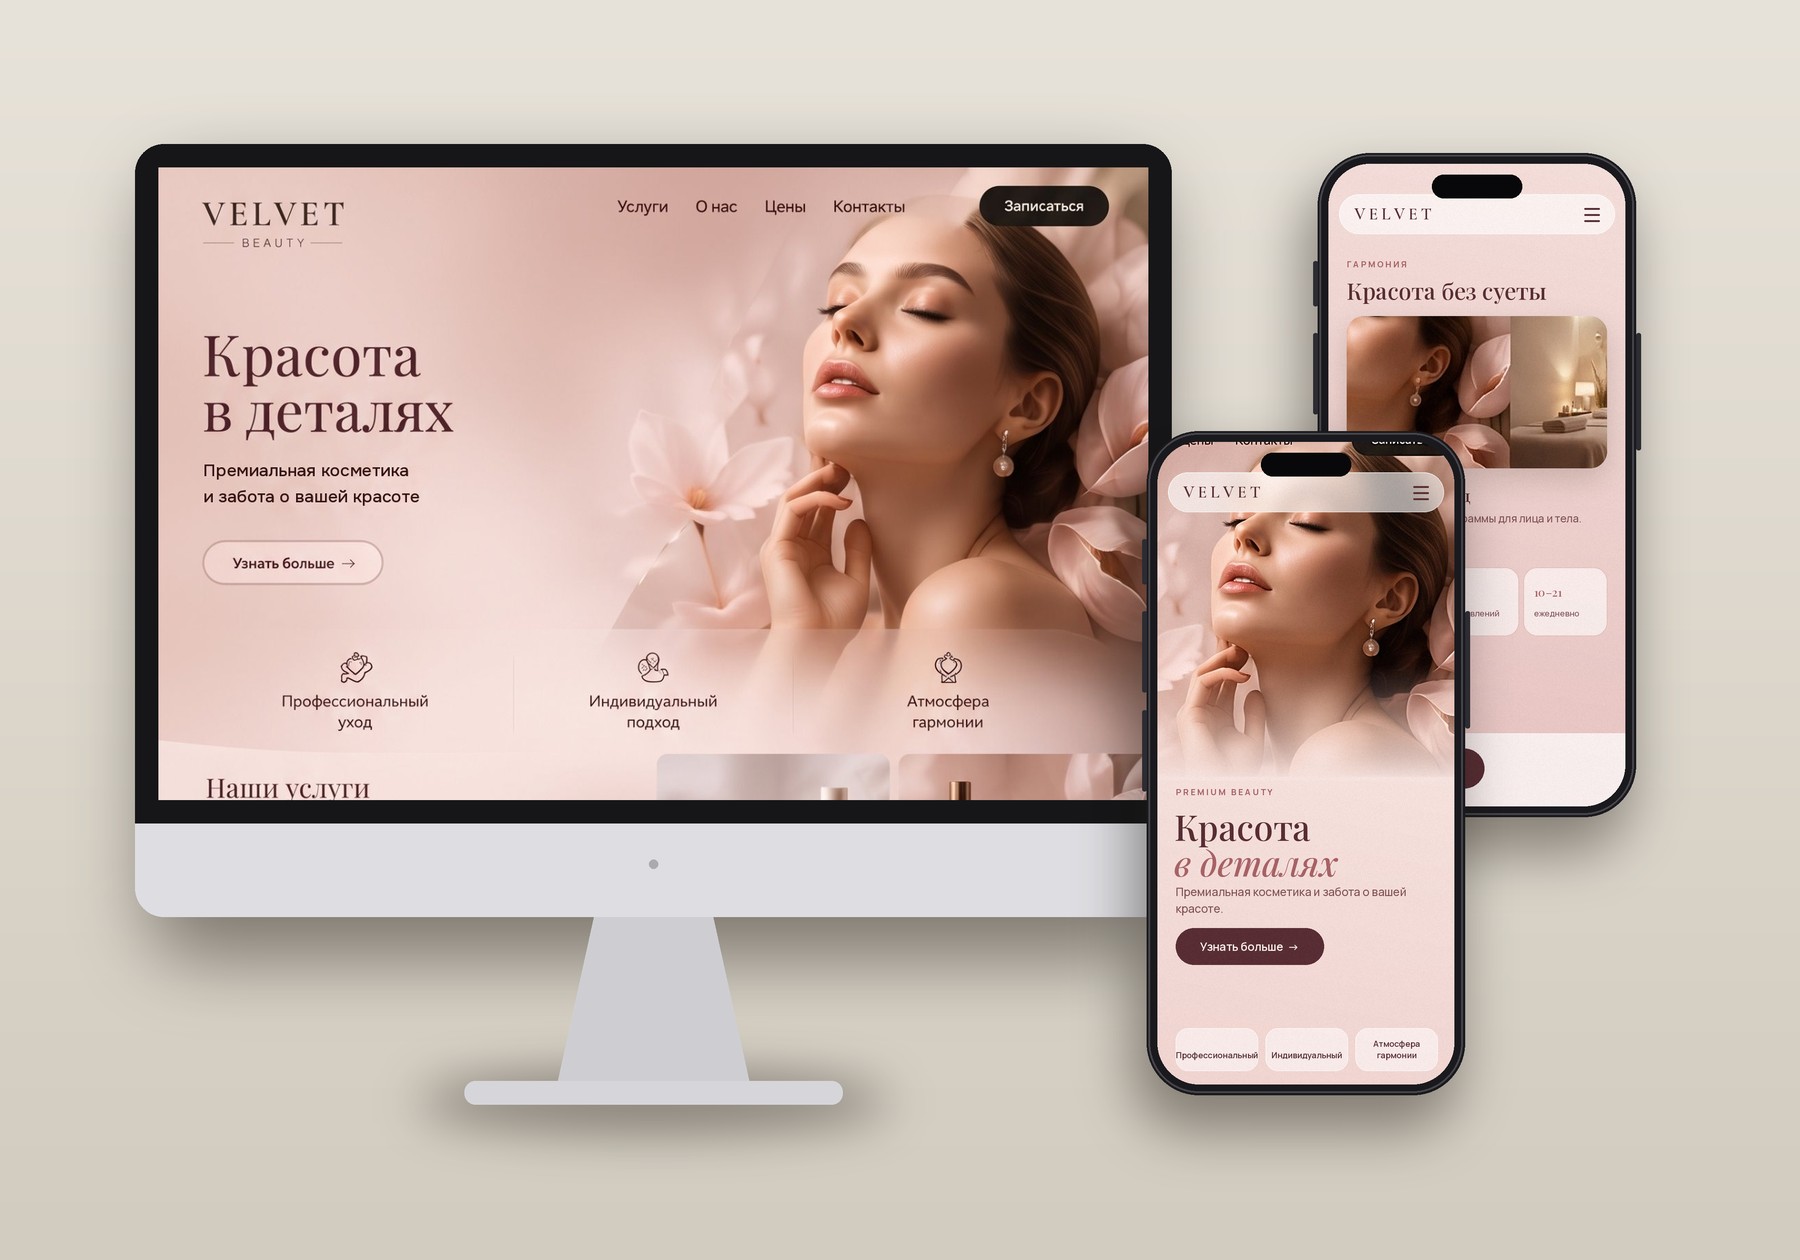 VELVET
BEAUTY
Услуги О нас Цены Контакты Записаться
Красота
в деталях
Премиальная косметика
и забота о вашей красоте
Узнать больше →
Профессиональный
уход
Индивидуальный
подход
Атмосфера
гармонии
Наши услуги
VELVET
ГАРМОНИЯ
Красота без суеты
для лица и тела.
10–21
ежедневно
Контакты
VELVET
PREMIUM BEAUTY
Красота
в деталях
Премиальная косметика и забота о вашей
красоте.
Узнать больше →
Профессиональный
Индивидуальный
Атмосфера
гармонии